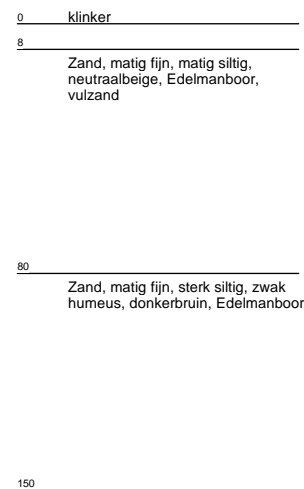 0 klinker
8
Zand, matig fijn, matig siltig,
neutraalbeige, Edelmanboor,
vulzand
80
Zand, matig fijn, sterk siltig, zwak
humeus, donkerbruin, Edelmanboor
150